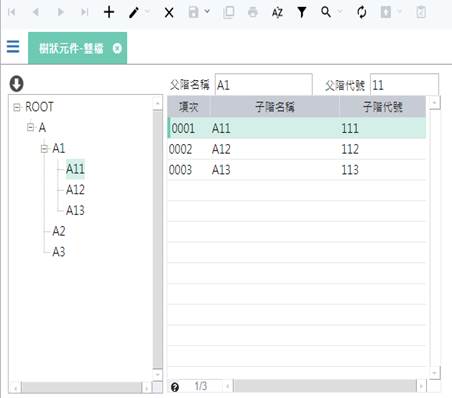 樹狀元件-雙檔
父階名稱 A1 父階代號 11
項次 子階名稱 子階代號
0001 A11 111
0002 A12 112
0003 A13 113
ROOT
A
A1
A11
A12
A13
A2
A3
1/3